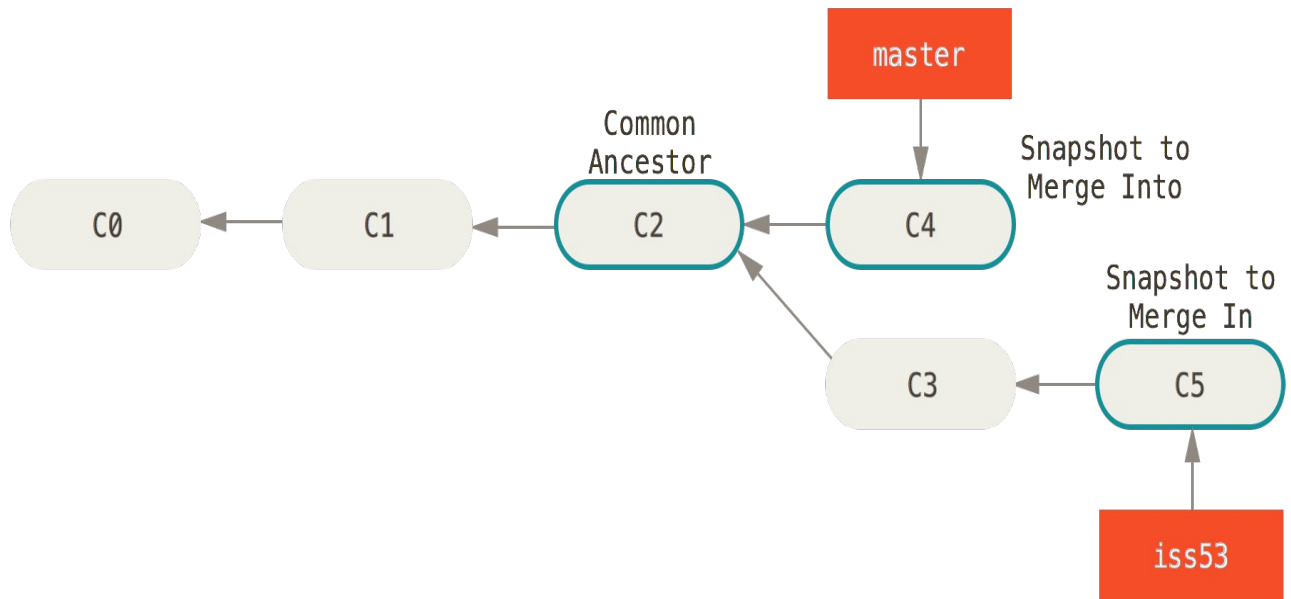 master
Common
Ancestor
Snapshot to
Merge Into
C0
C1
C2
C4
Snapshot to
Merge In
C3
C5
iss53